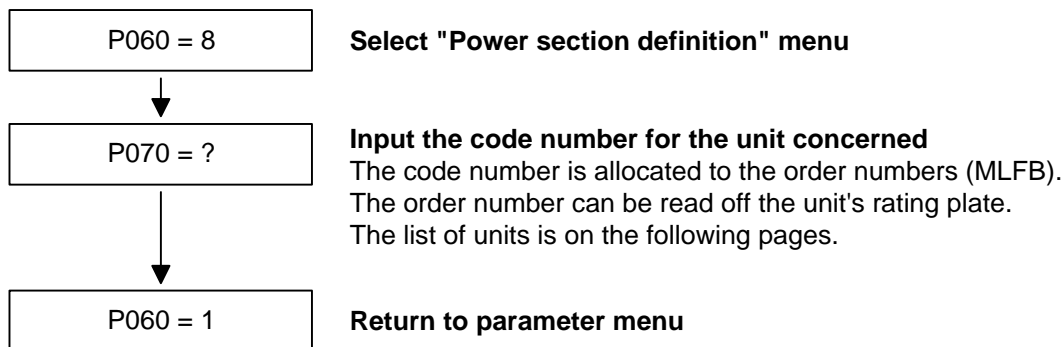 P060 = 8
Select "Power section definition" menu
P070 = ?
Input the code number for the unit concerned
The code number is allocated to the order numbers (MLFB).
The order number can be read off the unit's rating plate.
The list of units is on the following pages.
P060 = 1
Return to parameter menu